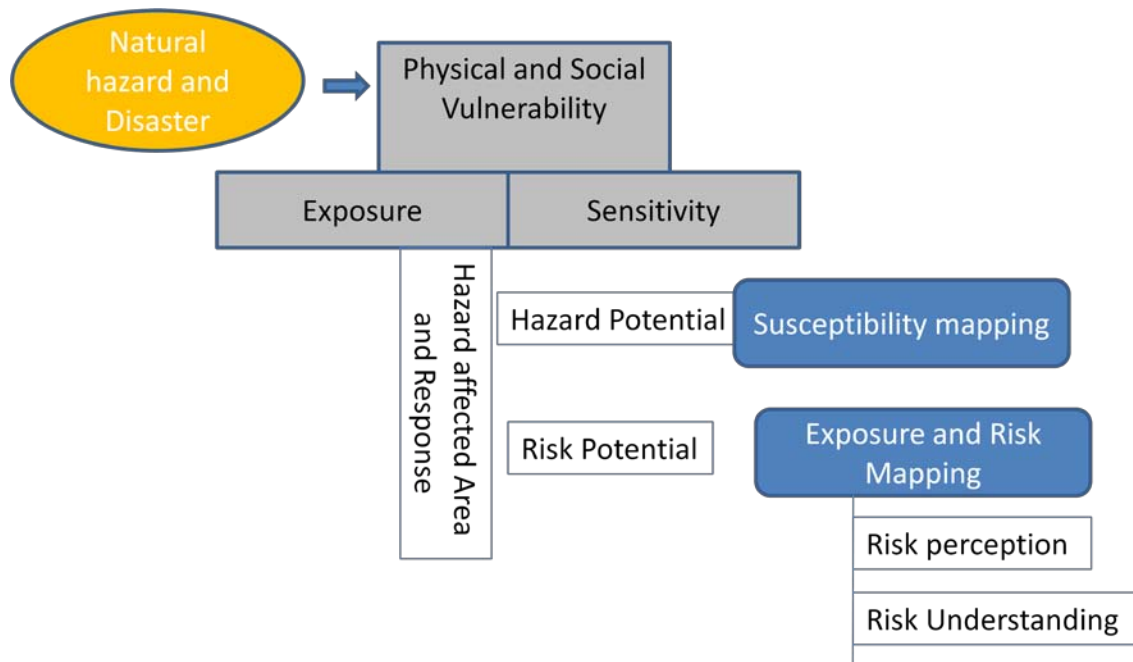 Natural
hazard and
Disaster
Physical and Social
Vulnerability
Exposure
Sensitivity
Hazard affected Area
and Response
Hazard Potential
Susceptibility mapping
Risk Potential
Exposure and Risk
Mapping
Risk perception
Risk Understanding